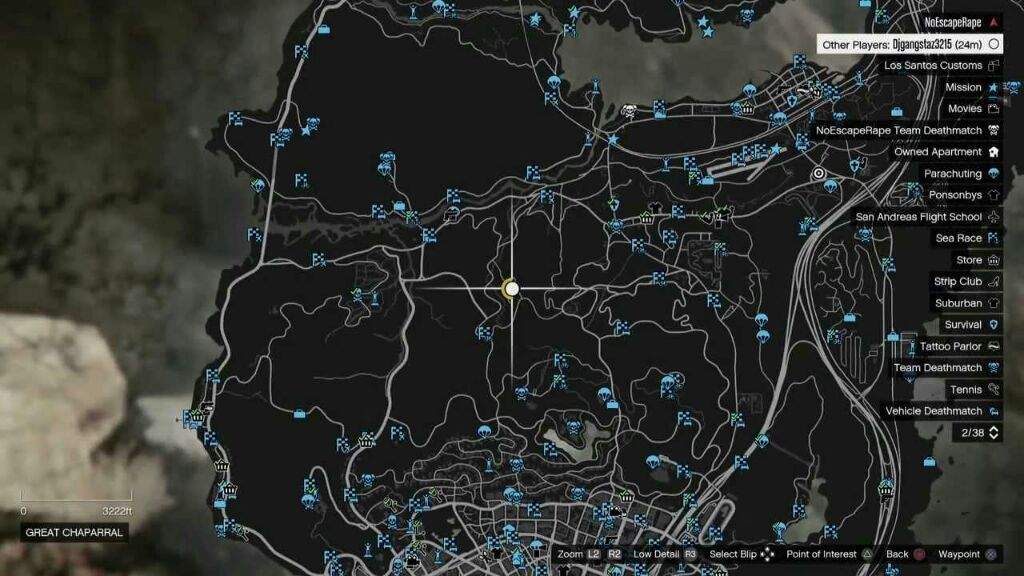 NoEscapeRape
Other Players: Djgangstaz3215 (24m)
Los Santos Customs
Mission
Movies
NoEscapeRape Team Deathmatch
Owned Apartment
Parachuting
Ponsonbys
San Andreas Flight School
Sea Race
Store
Strip Club
Suburban
Survival
Tattoo Parlor
Team Deathmatch
Tennis
Vehicle Deathmatch
2/38
0 3222ft
GREAT CHAPARRAL
Zoom L2 R2 Low Detail R3 Select Blip Point of Interest Back Waypoint